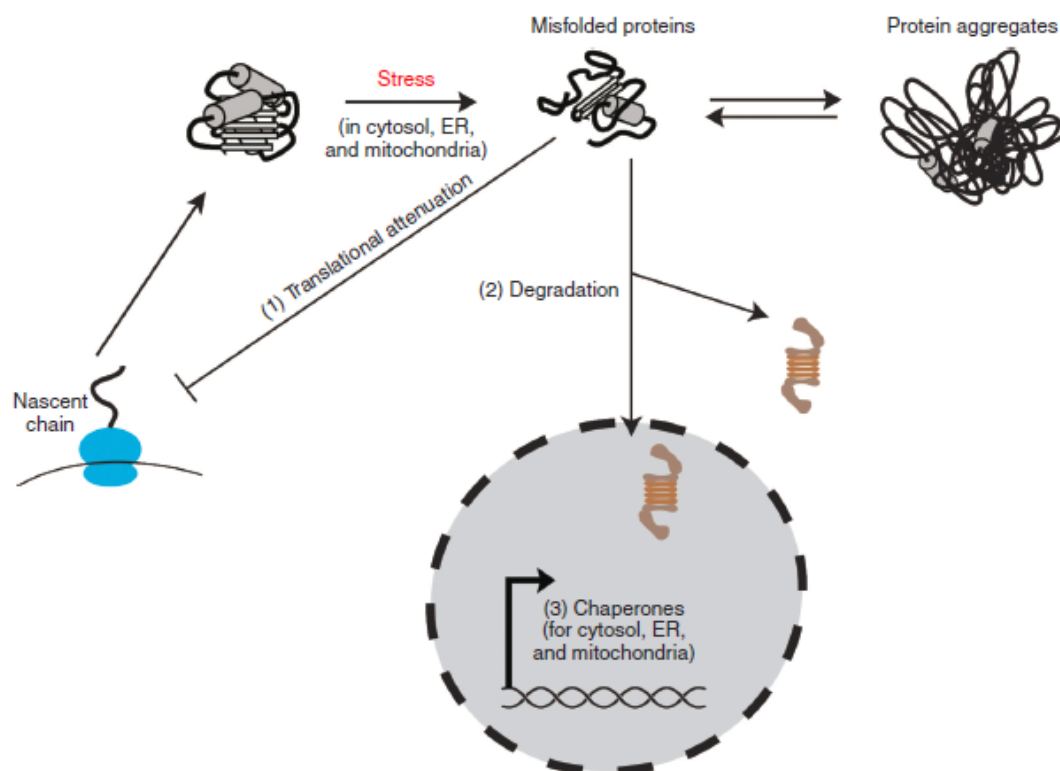 Misfolded proteins
Protein aggregates
Stress
(in cytosol, ER,
and mitochondria)
(1) Translational attenuation
(2) Degradation
Nascent
chain
(3) Chaperones
(for cytosol, ER,
and mitochondria)